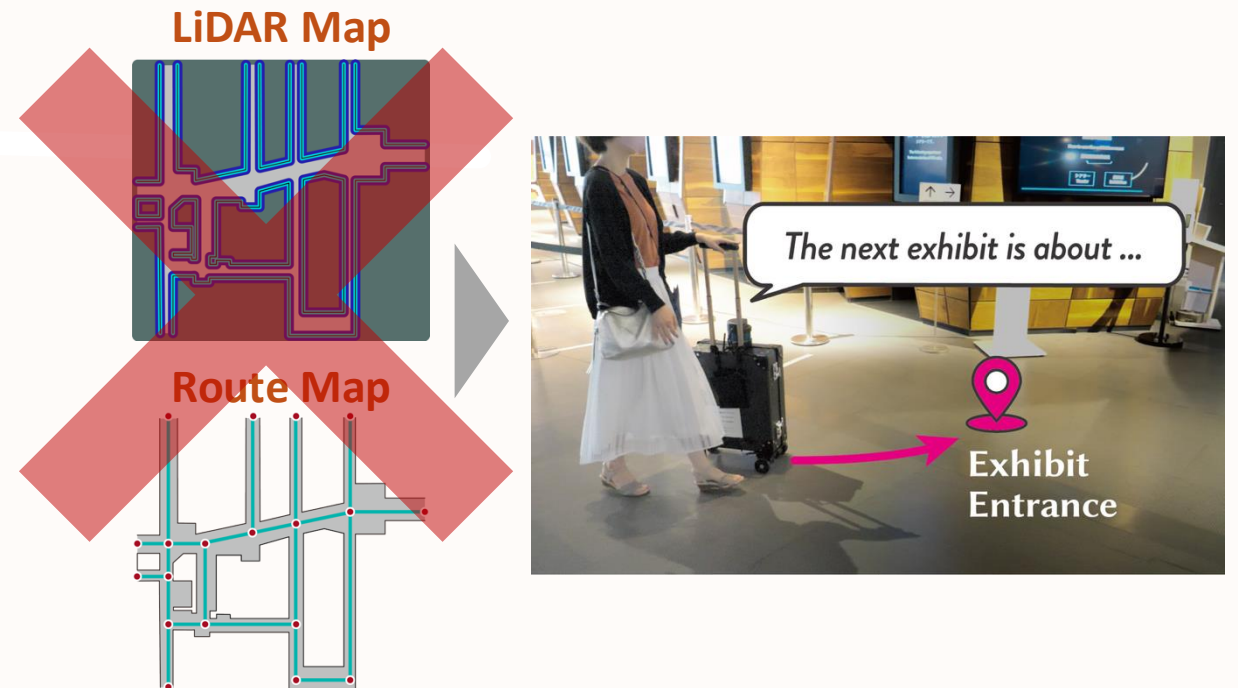 LiDAR Map
Route Map
The next exhibit is about ...
↑ →
Exhibit
Entrance